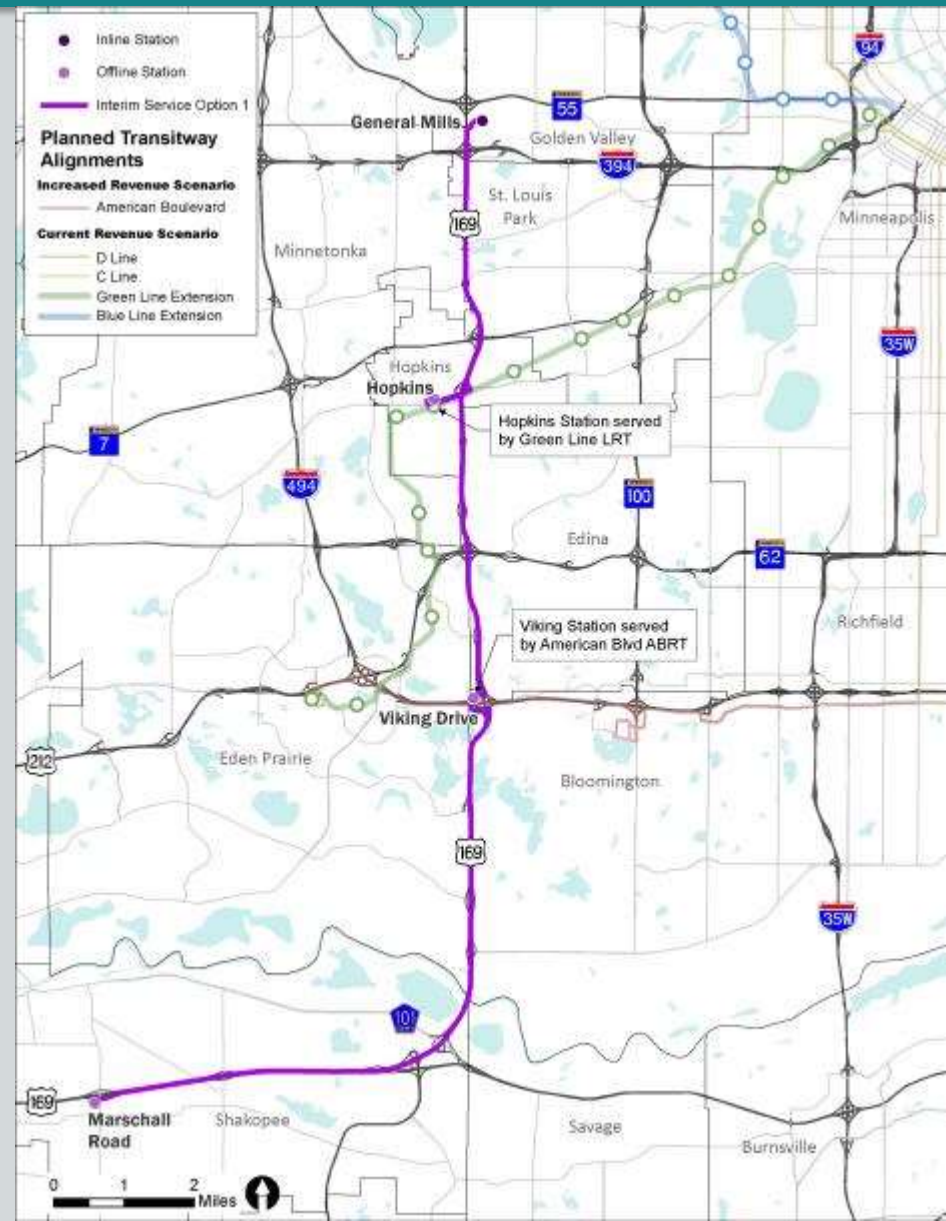 Inline Station
Offline Station
Interim Service Option 1
Planned Transitway
Alignments
Increased Revenue Scenario
American Boulevard
Current Revenue Scenario
D Line
C Line
Green Line Extension
Blue Line Extension
94
55
General Mills
Golden Valley
394
St. Louis
Park
169
Minneapolis
Minnetonka
35W
Hopkins
Hopkins
Hopkins Station served
by Green Line LRT
7
494
100
Edina
62
Richfield
Viking Station served
by American Blvd ABRT
Viking Drive
212
Eden Prairie
Bloomington
169
35W
101
169
Marschall
Road
Shakopee
Savage
Burnsville
0 1 2
Miles